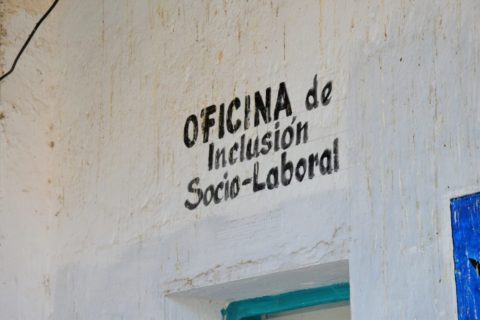 OFICINA de
Inclusión
Socio-Laboral